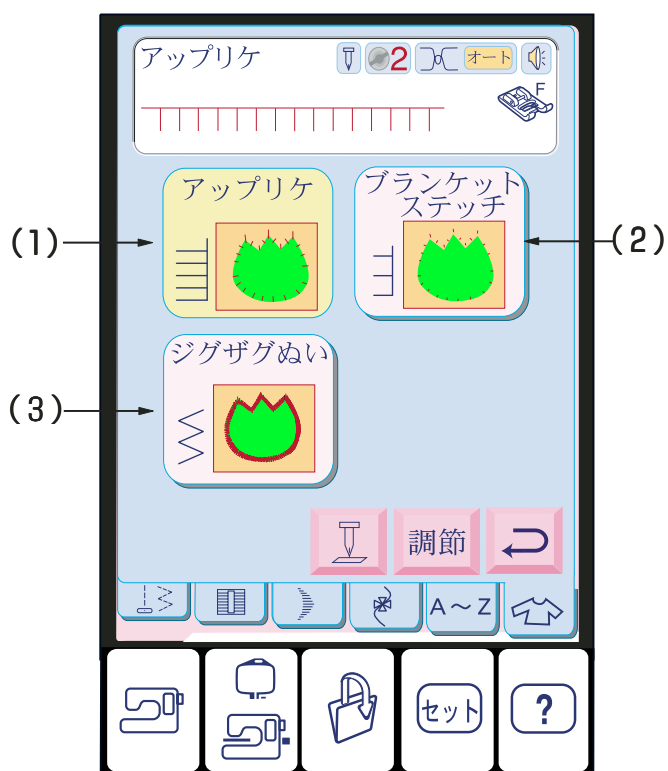 アップリケ
2
オート
F
アップリケ
ブランケット
ステッチ
(1)
(2)
ジグザグぬい
(3)
調節
A～Z
セット
?